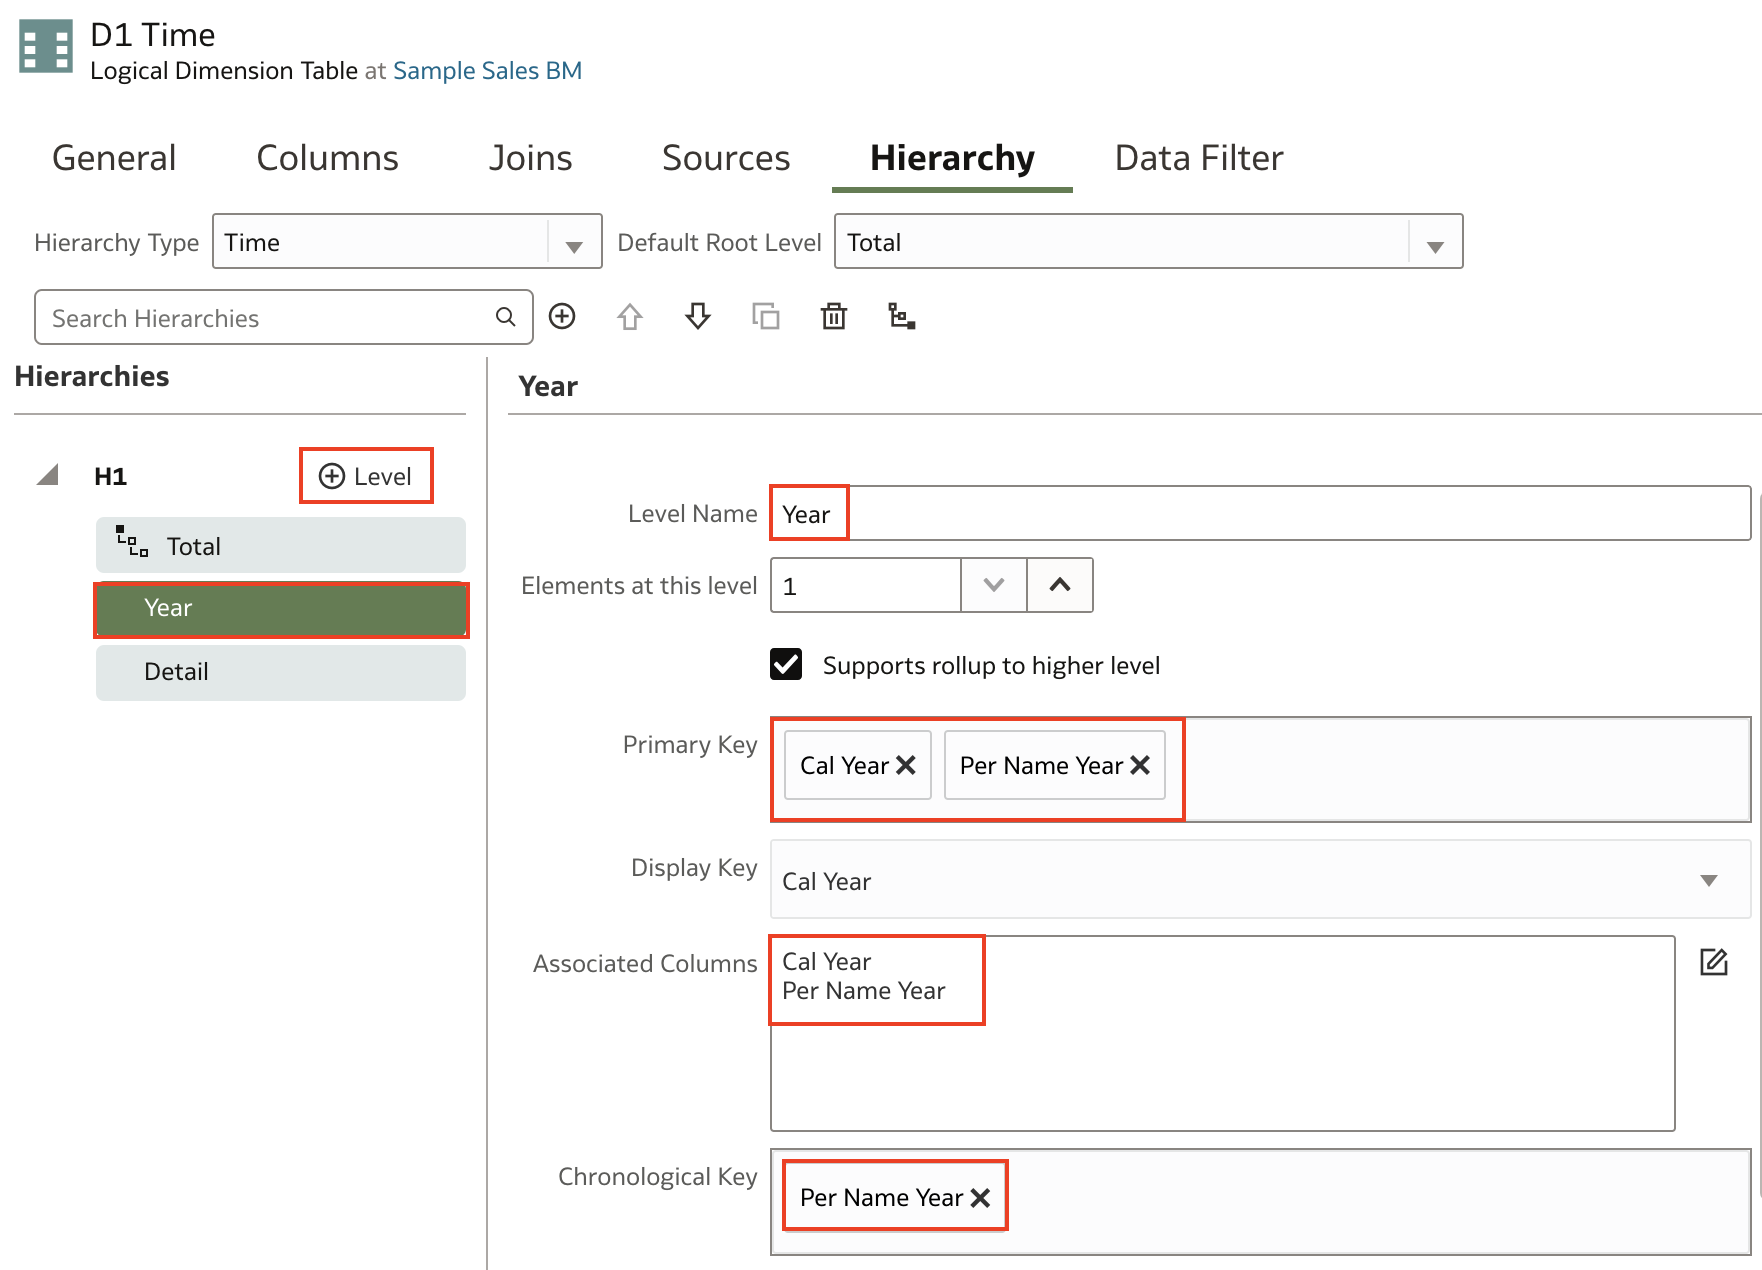 D1 Time
Logical Dimension Table at Sample Sales BM
General Columns Joins Sources Hierarchy Data Filter
Hierarchy Type Time Default Root Level Total
Search Hierarchies
Hierarchies
Year
H1 Level
Total
Year
Detail
Level Name Year
Elements at this level 1
Supports rollup to higher level
Primary Key Cal Year Per Name Year
Display Key Cal Year
Associated Columns Cal Year
Per Name Year
Chronological Key Per Name Year